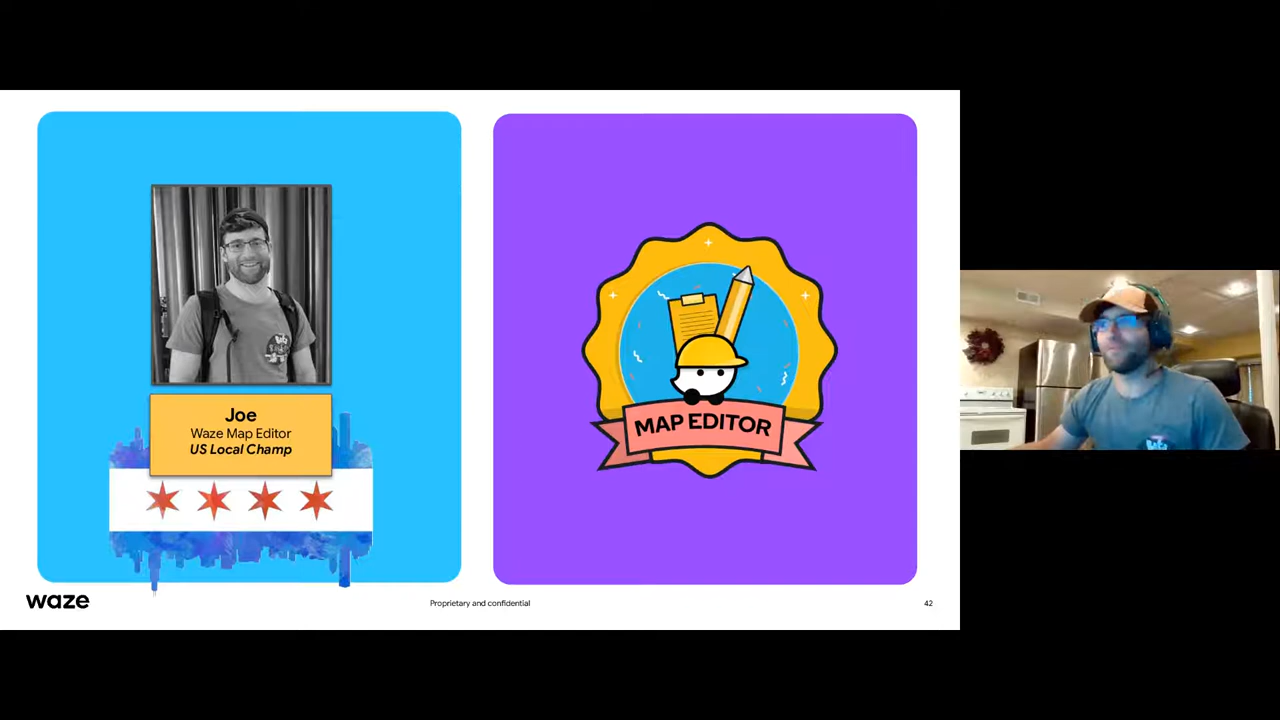 Joe
Waze Map Editor
US Local Champ
MAP EDITOR
waze
Proprietary and confidential
42